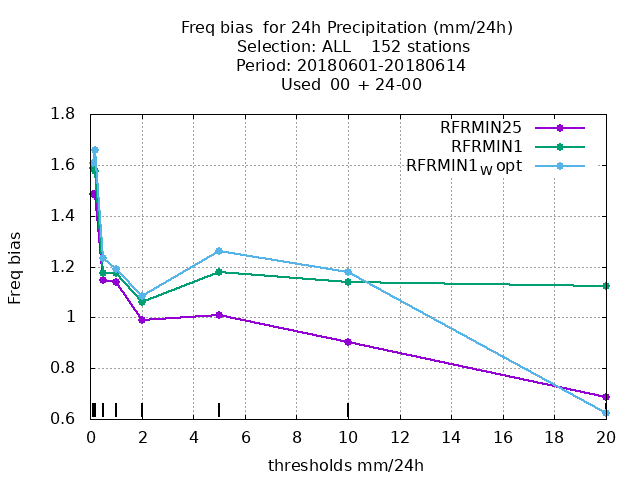 Freq bias  for 24h Precipitation (mm/24h)
Selection: ALL    152 stations
Period: 20180601-20180614
Used  00 + 24-00
RFRMIN25
RFRMIN1
RFRMIN1W opt
1.8
1.6
1.4
1.2
1
0.8
0.6
Freq bias
0 2 4 6 8 10 12 14 16 18 20
thresholds mm/24h